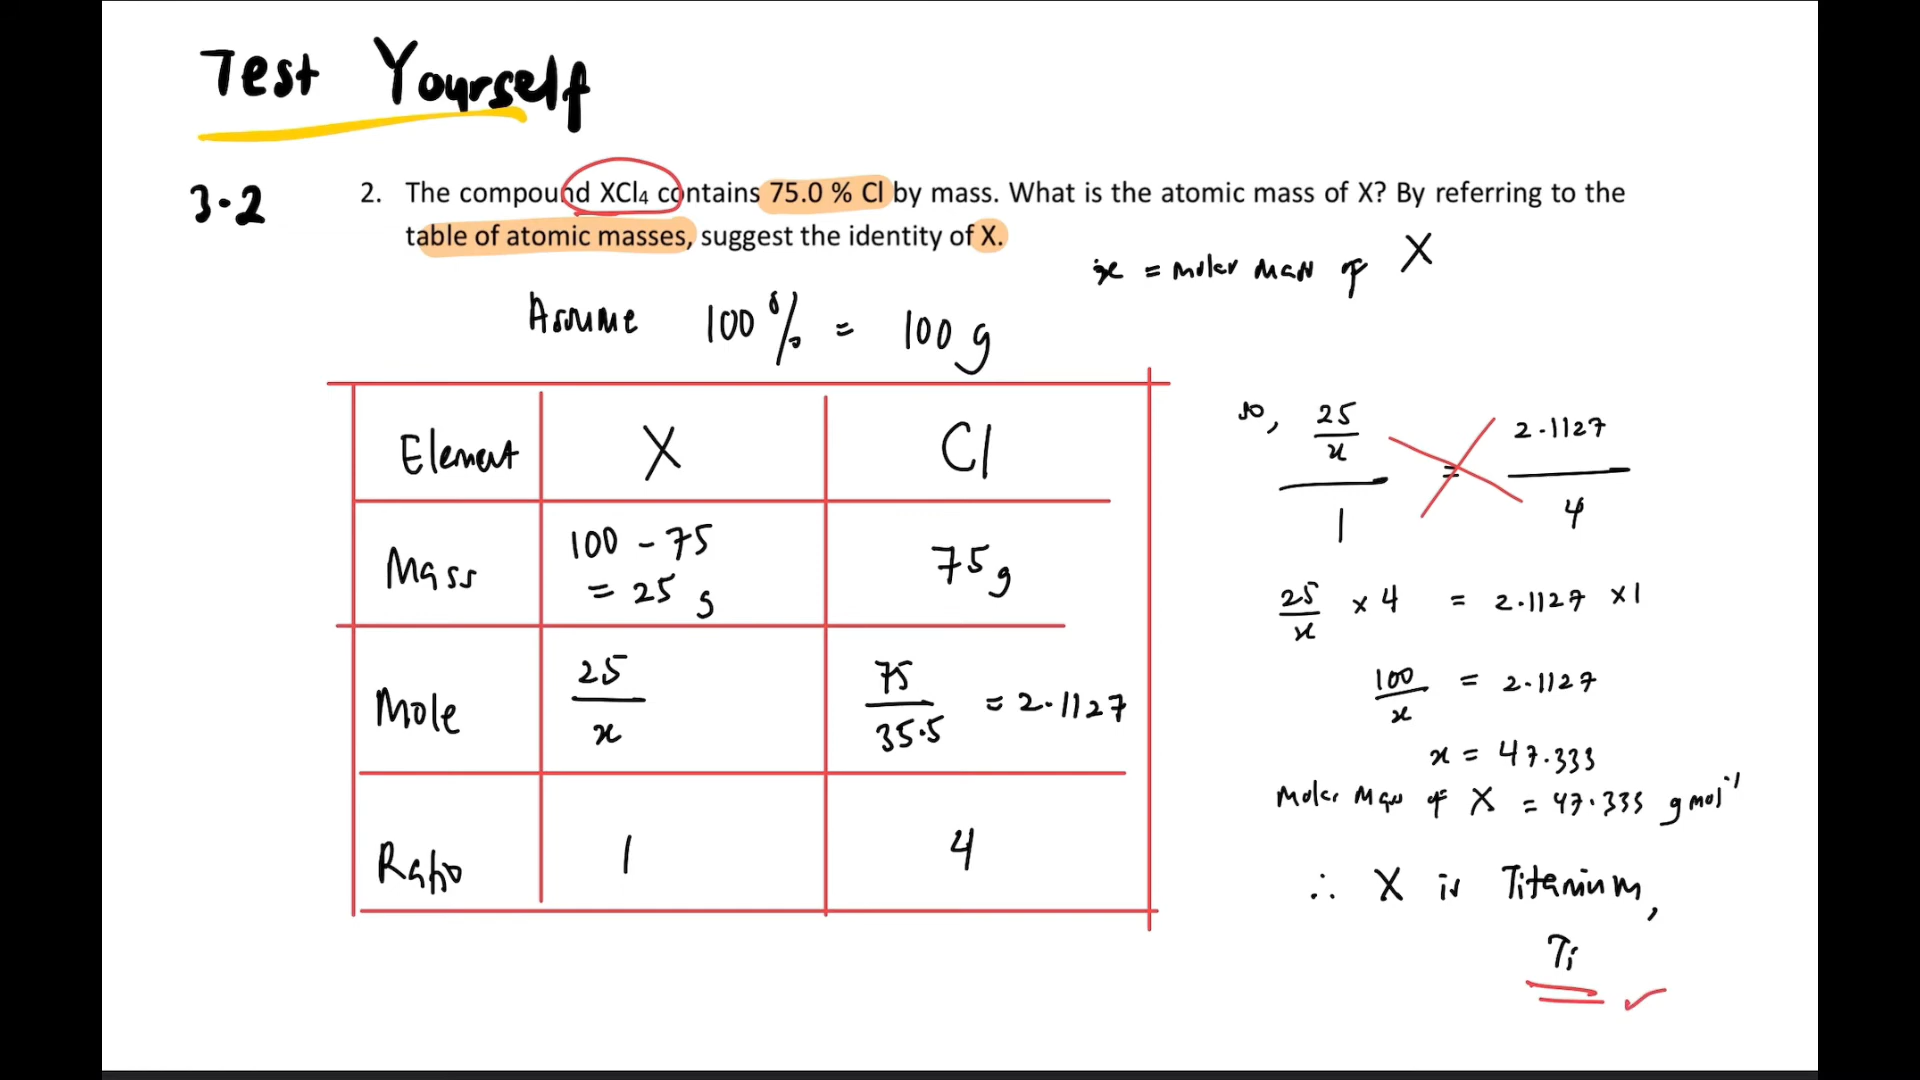 Test Yourself
3-2
2. The compound XCl4 contains 75.0 % Cl by mass. What is the atomic mass of X? By referring to the
table of atomic masses, suggest the identity of X.
x = molar mass of X
Assume 100 % = 100 g
Element X Cl
Mass 100 - 75 = 25 g 75 g
Mole 25/x 75/35.5 = 2.1127
Ratio 1 4
so, 25/x / 1 = 2.1127 / 4
25/x × 4 = 2.1127 × 1
100/x = 2.1127
x = 47.333
Molar Mass of X = 47.333 g mol⁻¹
∴ X is Titanium,
Ti